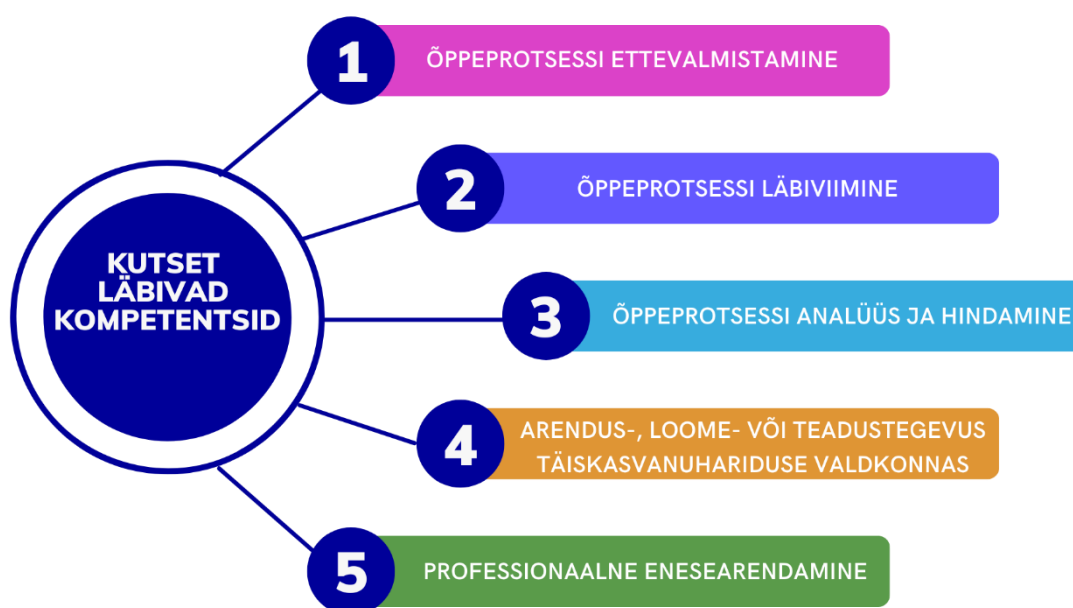 KUTSET
LÄBIVAD
KOMPETENTSID
1
ÕPPEPROTSESSI ETTEVALMISTAMINE
2
ÕPPEPROTSESSI LÄBIVIIMINE
3
ÕPPEPROTSESSI ANALÜÜS JA HINDAMINE
4
ARENDUS-, LOOME- VÕI TEADUSTEGEVUS
TÄISKASVANUHARIDUSE VALDKONNAS
5
PROFESSIONAALNE ENESEARENDAMINE